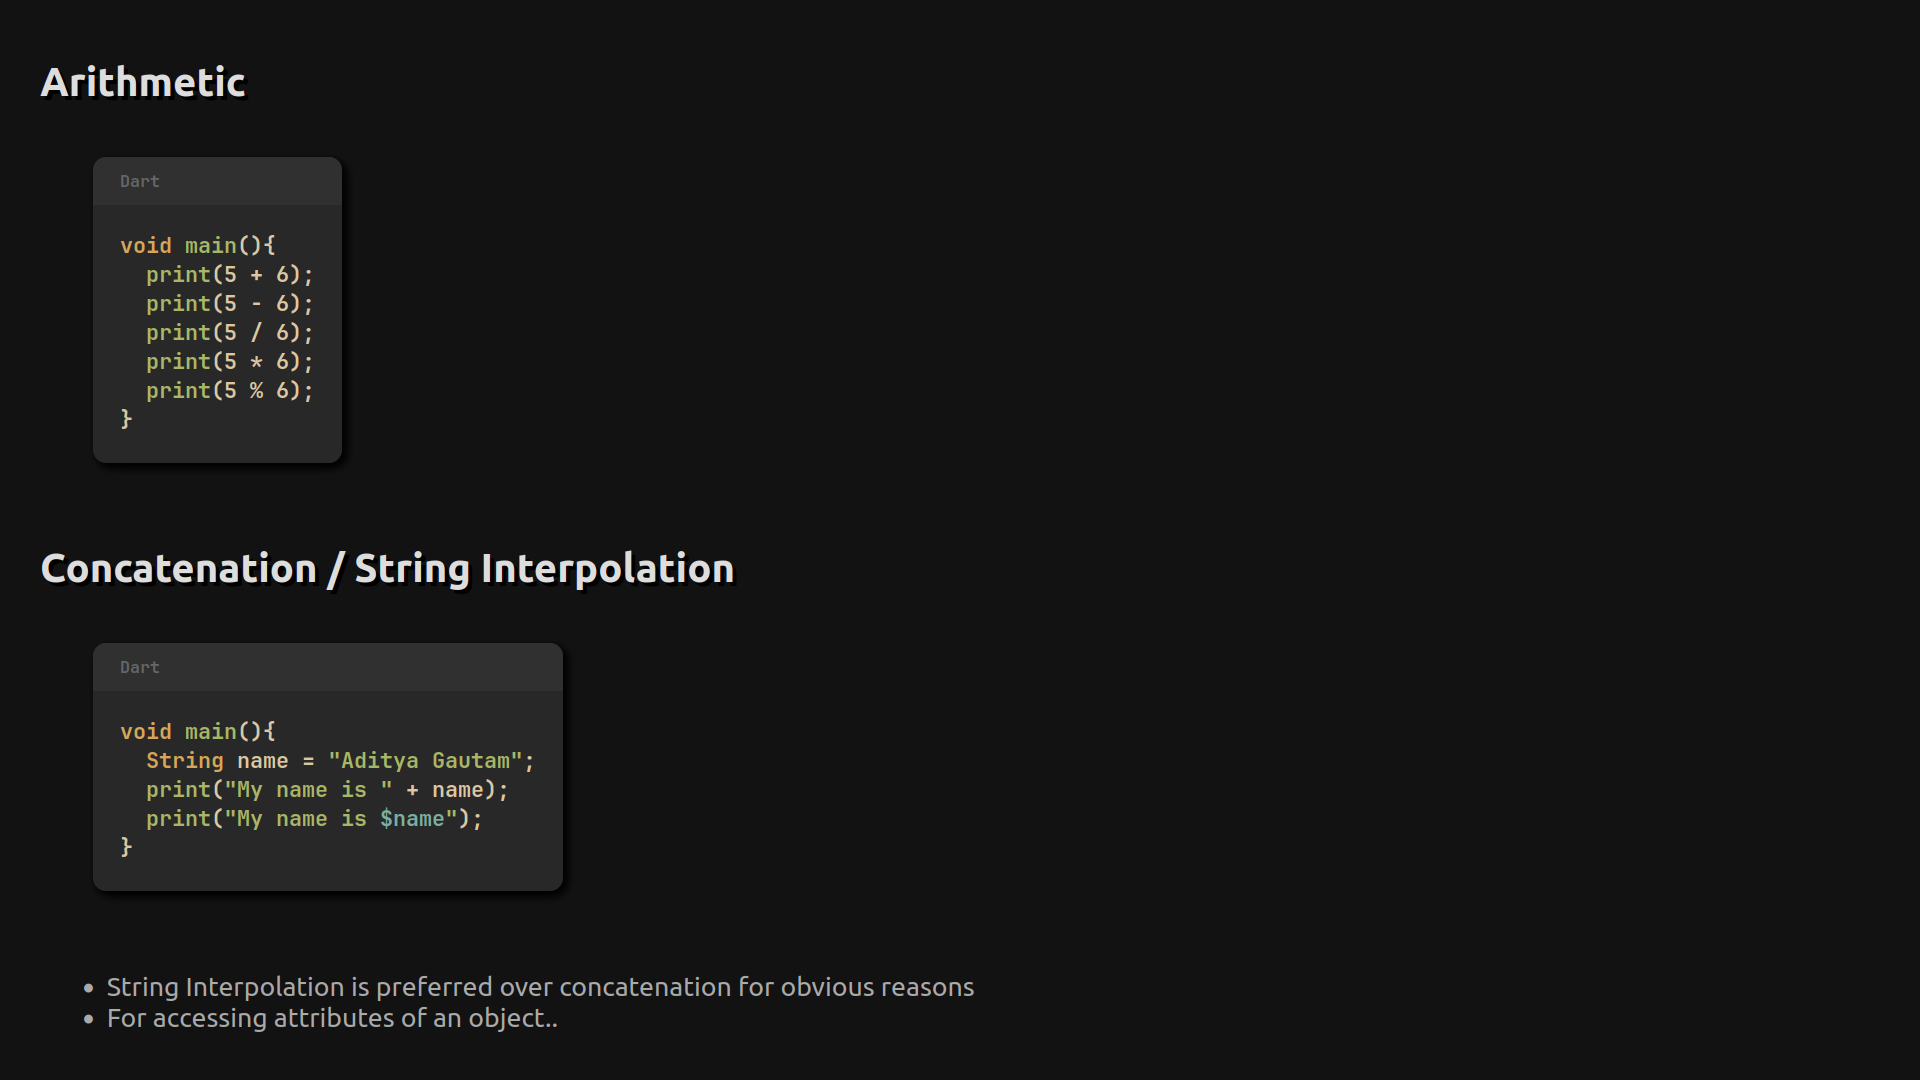 Arithmetic
Dart
void main(){
  print(5 + 6);
  print(5 - 6);
  print(5 / 6);
  print(5 * 6);
  print(5 % 6);
}
Concatenation / String Interpolation
Dart
void main(){
  String name = "Aditya Gautam";
  print("My name is " + name);
  print("My name is $name");
}
• String Interpolation is preferred over concatenation for obvious reasons
• For accessing attributes of an object..